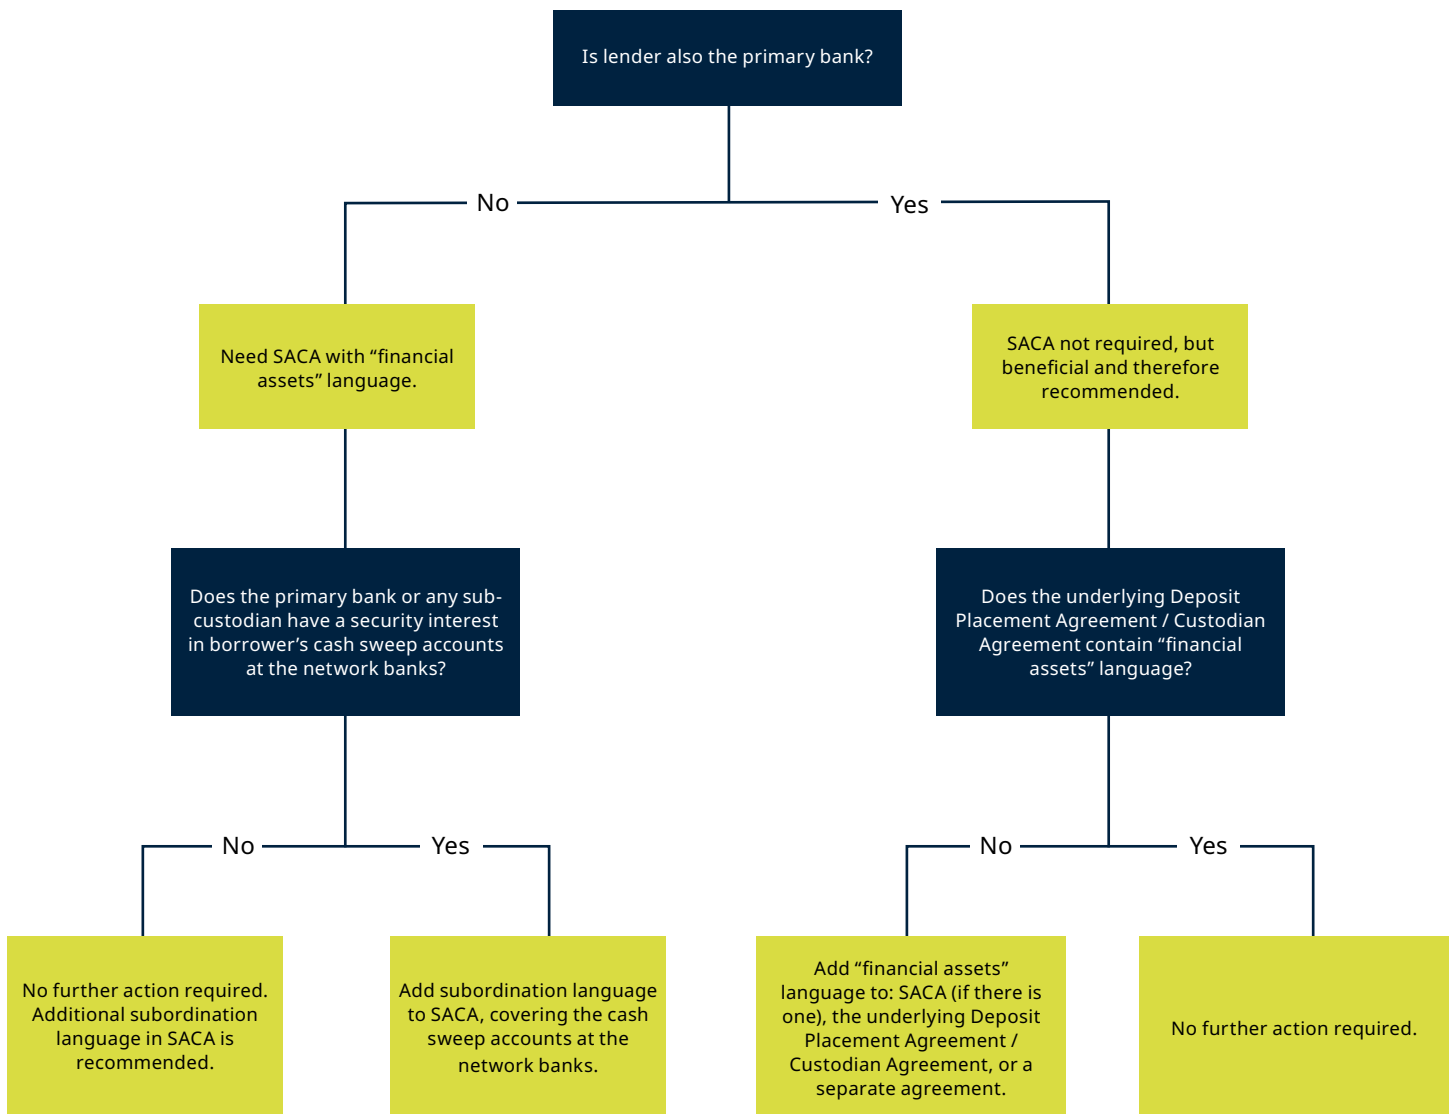 Is lender also the primary bank?
No
Yes
Need SACA with “financial
assets” language.
SACA not required, but
beneficial and therefore
recommended.
Does the primary bank or any sub-
custodian have a security interest
in borrower’s cash sweep accounts
at the network banks?
Does the underlying Deposit
Placement Agreement / Custodian
Agreement contain “financial
assets” language?
No
Yes
No
Yes
No further action required.
Additional subordination
language in SACA is
recommended.
Add subordination language
to SACA, covering the cash
sweep accounts at the
network banks.
Add “financial assets”
language to: SACA (if there is
one), the underlying Deposit
Placement Agreement /
Custodian Agreement, or a
separate agreement.
No further action required.